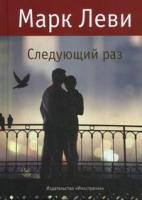 Марк Леви
Следующий раз
Издательство «Иностранка»